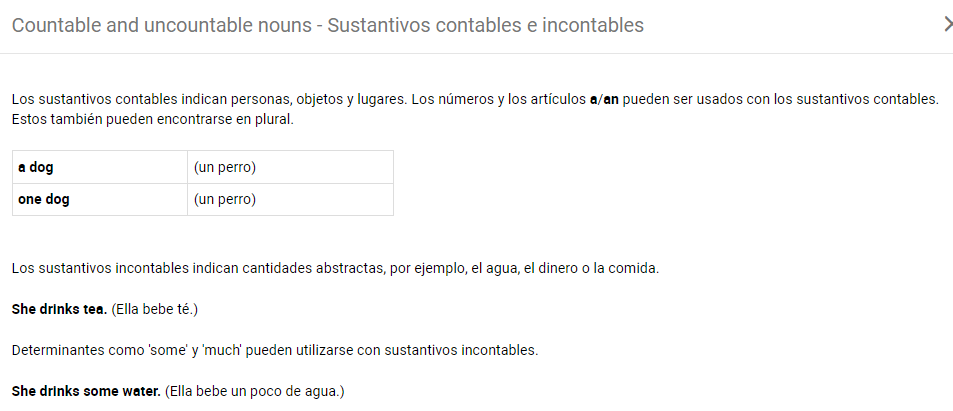 Countable and uncountable nouns - Sustantivos contables e incontables
Los sustantivos contables indican personas, objetos y lugares. Los números y los artículos a/an pueden ser usados con los sustantivos contables.
Estos también pueden encontrarse en plural.
a dog (un perro)
one dog (un perro)
Los sustantivos incontables indican cantidades abstractas, por ejemplo, el agua, el dinero o la comida.
She drinks tea. (Ella bebe té.)
Determinantes como 'some' y 'much' pueden utilizarse con sustantivos incontables.
She drinks some water. (Ella bebe un poco de agua.)